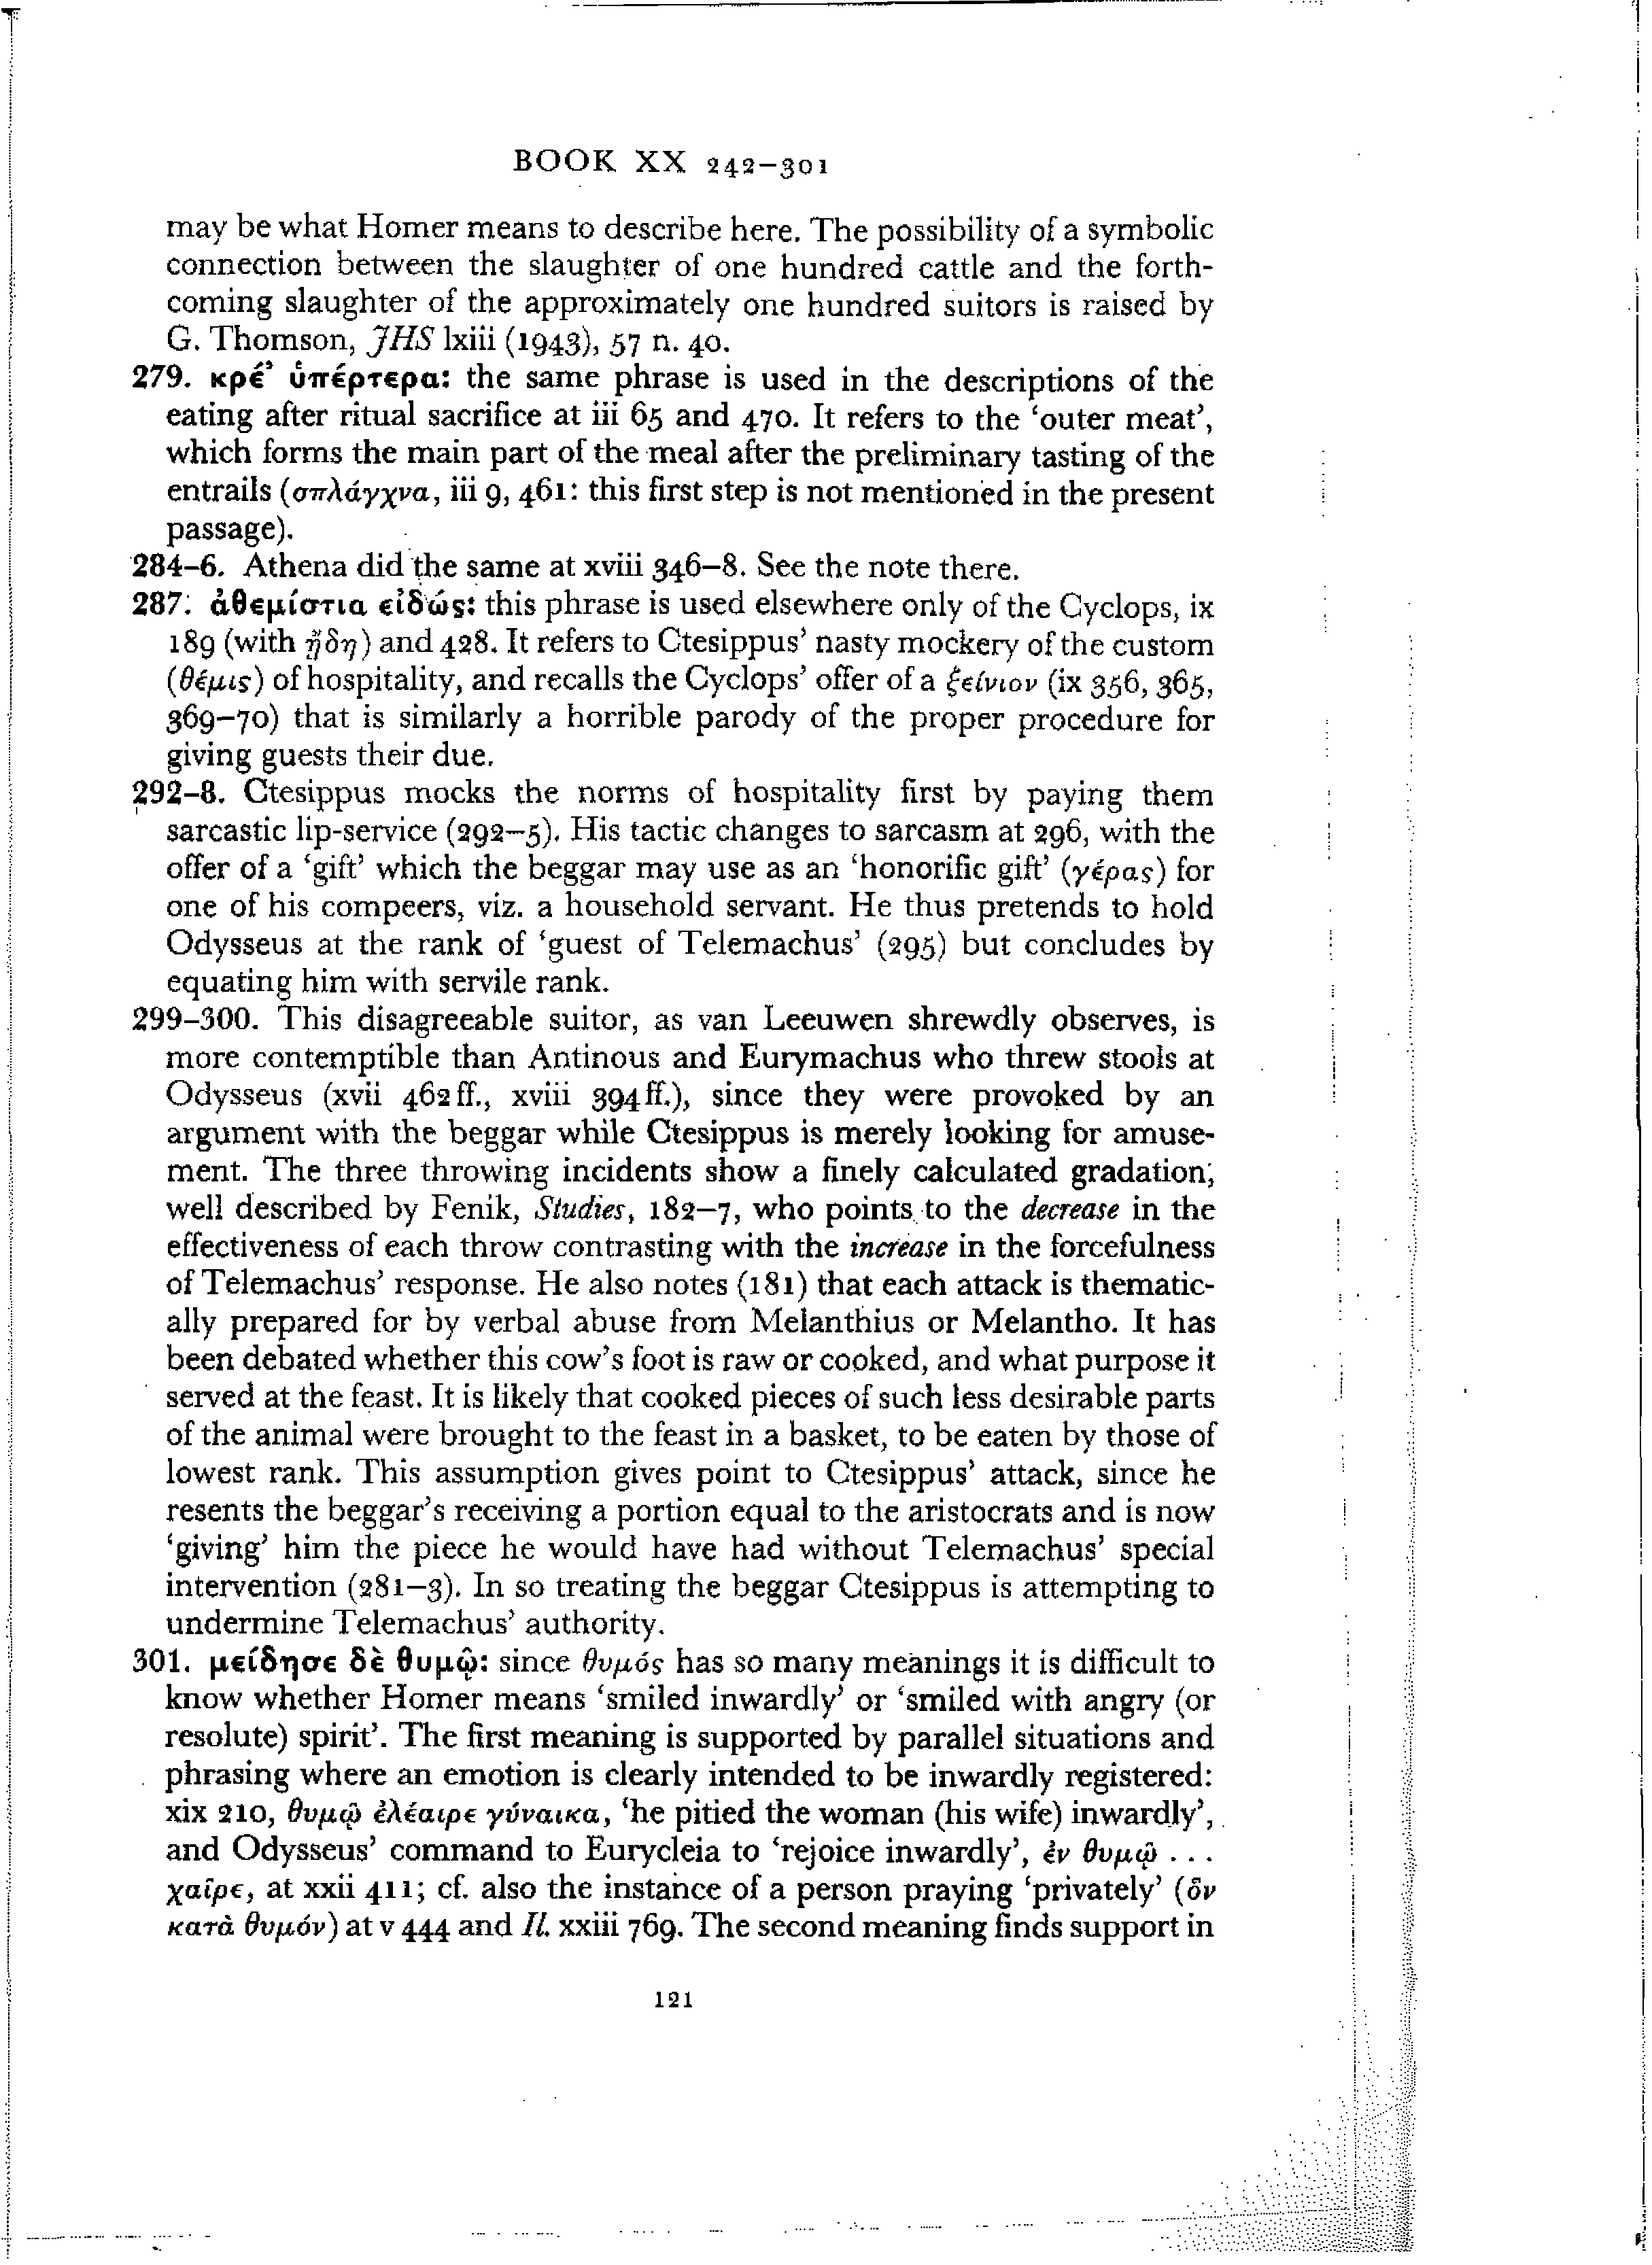 BOOK XX 242–301
may be what Homer means to describe here. The possibility of a symbolic
connection between the slaughter of one hundred cattle and the forth-
coming slaughter of the approximately one hundred suitors is raised by
G. Thomson, JHS lxiii (1943), 57 n. 40.
279. κρέ' ὑπέρτερα: the same phrase is used in the descriptions of the
eating after ritual sacrifice at iii 65 and 470. It refers to the 'outer meat',
which forms the main part of the meal after the preliminary tasting of the
entrails (σπλάγχνα, iii 9, 461: this first step is not mentioned in the present
passage).
284–6. Athena did the same at xviii 346–8. See the note there.
287. ἀθεμίστια εἰδώς: this phrase is used elsewhere only of the Cyclops, ix
189 (with ᾔδη) and 428. It refers to Ctesippus' nasty mockery of the custom
(θέμις) of hospitality, and recalls the Cyclops' offer of a ξείνιον (ix 356, 365,
369–70) that is similarly a horrible parody of the proper procedure for
giving guests their due.
292–8. Ctesippus mocks the norms of hospitality first by paying them
sarcastic lip-service (292–5). His tactic changes to sarcasm at 296, with the
offer of a 'gift' which the beggar may use as an 'honorific gift' (γέρας) for
one of his compeers, viz. a household servant. He thus pretends to hold
Odysseus at the rank of 'guest of Telemachus' (295) but concludes by
equating him with servile rank.
299–300. This disagreeable suitor, as van Leeuwen shrewdly observes, is
more contemptible than Antinous and Eurymachus who threw stools at
Odysseus (xvii 462 ff., xviii 394 ff.), since they were provoked by an
argument with the beggar while Ctesippus is merely looking for amuse-
ment. The three throwing incidents show a finely calculated gradation,
well described by Fenik, Studies, 182–7, who points to the decrease in the
effectiveness of each throw contrasting with the increase in the forcefulness
of Telemachus' response. He also notes (181) that each attack is thematic-
ally prepared for by verbal abuse from Melanthius or Melantho. It has
been debated whether this cow's foot is raw or cooked, and what purpose it
served at the feast. It is likely that cooked pieces of such less desirable parts
of the animal were brought to the feast in a basket, to be eaten by those of
lowest rank. This assumption gives point to Ctesippus' attack, since he
resents the beggar's receiving a portion equal to the aristocrats and is now
'giving' him the piece he would have had without Telemachus' special
intervention (281–3). In so treating the beggar Ctesippus is attempting to
undermine Telemachus' authority.
301. μείδησε δὲ θυμῷ: since θυμός has so many meanings it is difficult to
know whether Homer means 'smiled inwardly' or 'smiled with angry (or
resolute) spirit'. The first meaning is supported by parallel situations and
phrasing where an emotion is clearly intended to be inwardly registered:
xix 210, θυμῷ ἐλέαιρε γύναικα, 'he pitied the woman (his wife) inwardly',
and Odysseus' command to Eurycleia to 'rejoice inwardly', ἐν θυμῷ . . .
χαῖρε, at xxii 411; cf. also the instance of a person praying 'privately' (ὃν
κατὰ θυμόν) at v 444 and Il. xxiii 769. The second meaning finds support in
121